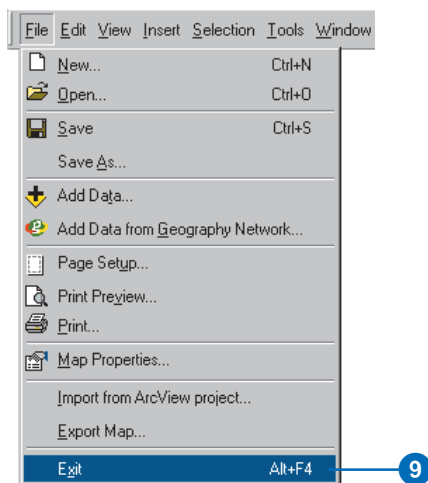 File Edit View Insert Selection Tools Window
New... Ctrl+N
Open... Ctrl+O
Save Ctrl+S
Save As...
Add Data...
Add Data from Geography Network...
Page Setup...
Print Preview...
Print...
Map Properties...
Import from ArcView project...
Export Map...
Exit Alt+F4
9